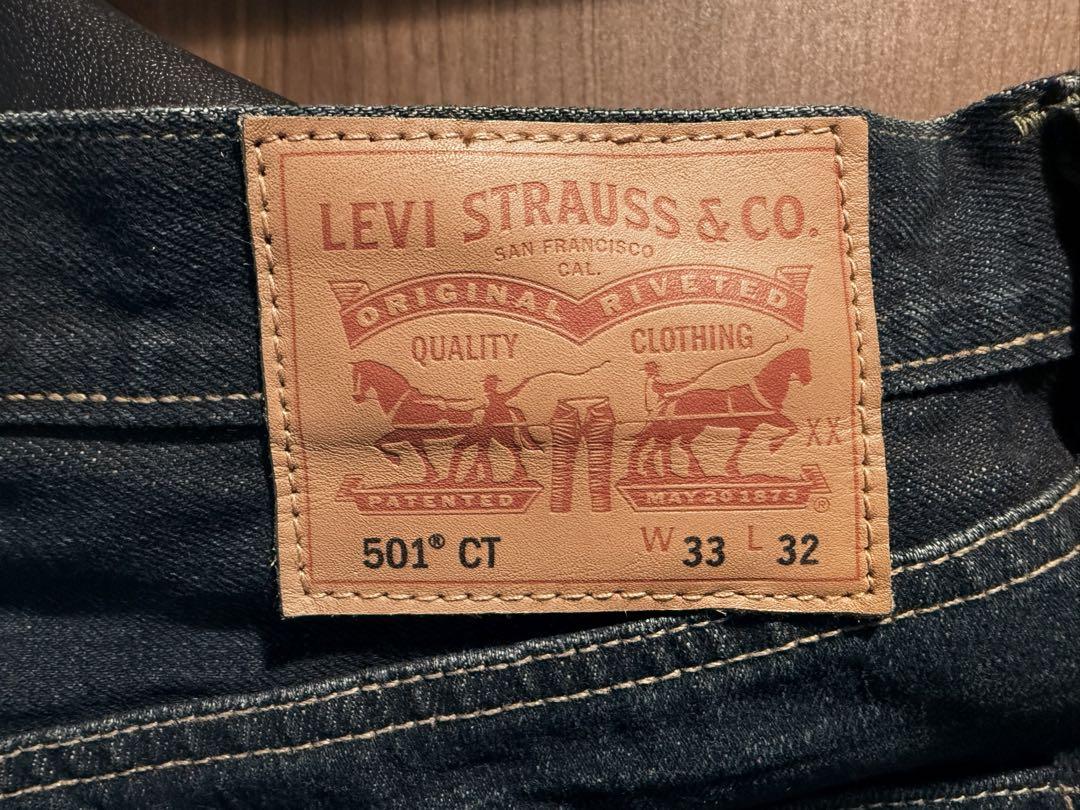 LEVI STRAUSS & CO.
SAN FRANCISCO
CAL.
ORIGINAL RIVETED
QUALITY CLOTHING
XX
PATENTED MAY 20 1873 ®
501® CT W 33 L 32